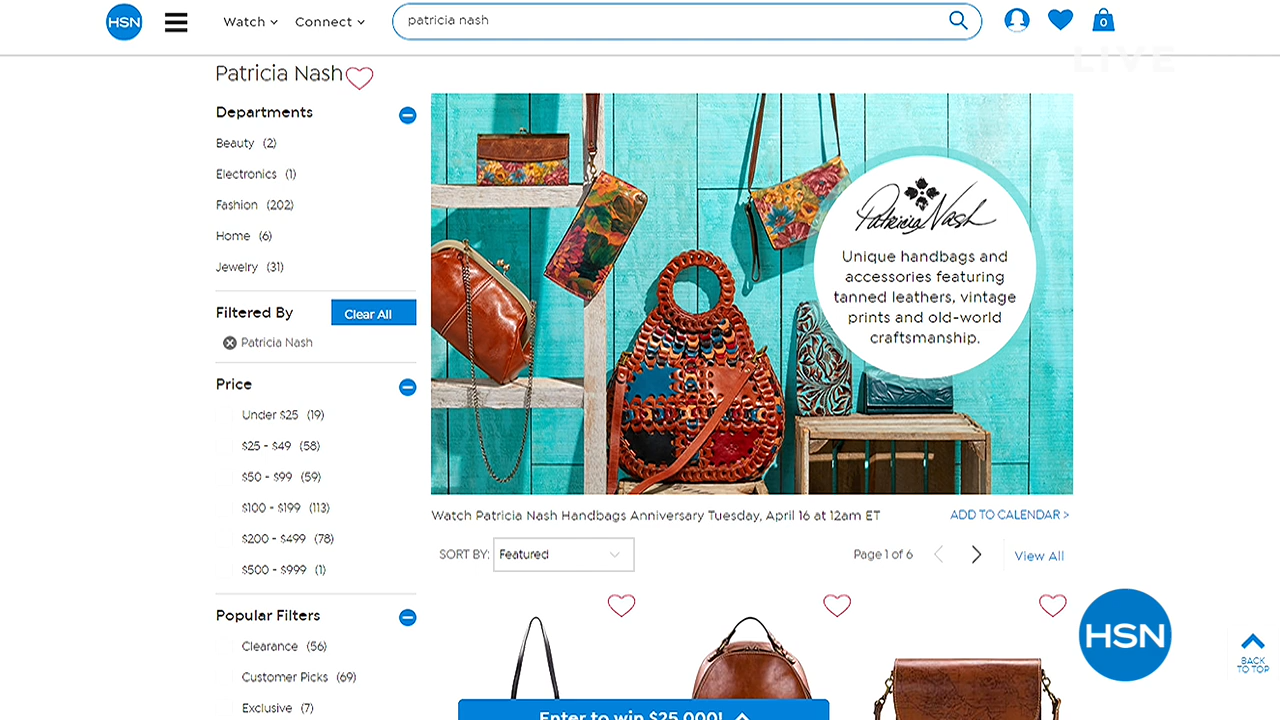 HSN
Watch
Connect
patricia nash
0
LIVE
Patricia Nash
Departments
Beauty (2)
Electronics (1)
Fashion (202)
Home (6)
Jewelry (31)
Filtered By
Clear All
Patricia Nash
Price
Under $25 (19)
$25 - $49 (58)
$50 - $99 (59)
$100 - $199 (113)
$200 - $499 (78)
$500 - $999 (1)
Popular Filters
Clearance (56)
Customer Picks (69)
Exclusive (7)
Patricia Nash
Unique handbags and
accessories featuring
tanned leathers, vintage
prints and old-world
craftsmanship.
Watch Patricia Nash Handbags Anniversary Tuesday, April 16 at 12am ET
ADD TO CALENDAR >
SORT BY: Featured
Page 1 of 6
View All
HSN
BACK
TO TOP
Enter to win $25,000!